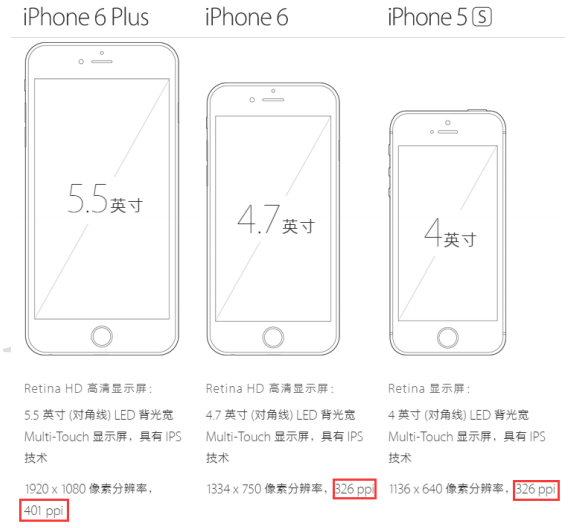 iPhone 6 Plus
iPhone 6
iPhone 5 S
5.5 英寸
4.7 英寸
4 英寸
Retina HD 高清显示屏：
5.5 英寸 (对角线) LED 背光宽
Multi-Touch 显示屏，具有 IPS
技术
1920 x 1080 像素分辨率，
401 ppi
Retina HD 高清显示屏：
4.7 英寸 (对角线) LED 背光宽
Multi-Touch 显示屏，具有 IPS
技术
1334 x 750 像素分辨率，326 ppi
Retina 显示屏：
4 英寸 (对角线) LED 背光宽
Multi-Touch 显示屏，具有 IPS
技术
1136 x 640 像素分辨率，326 ppi